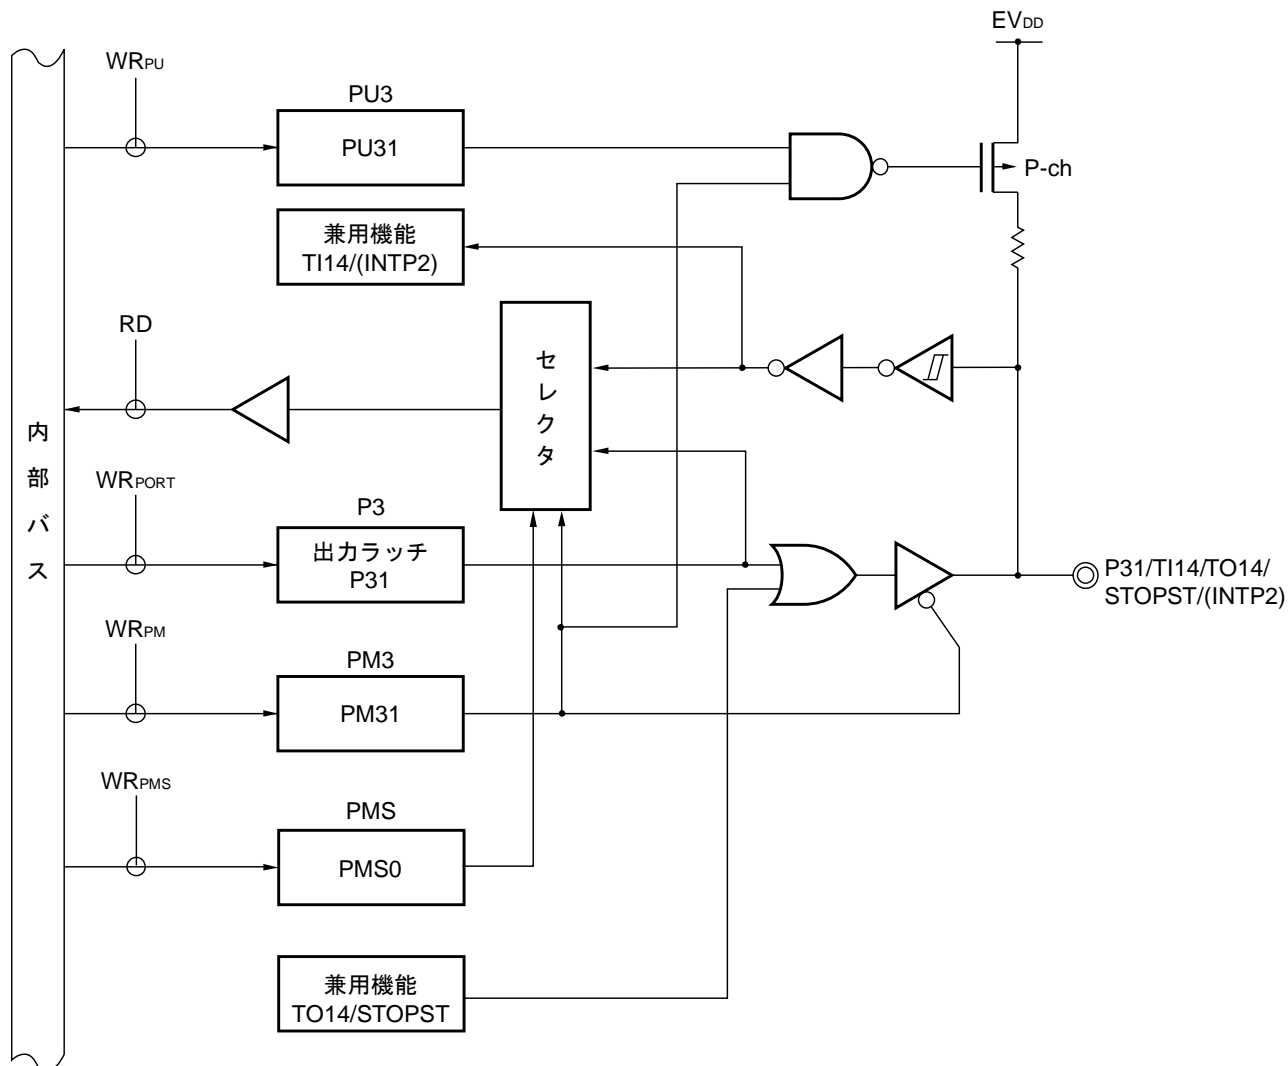 EVDD
WRPU
PU3
PU31
P-ch
兼用機能
TI14/(INTP2)
RD
セレクタ
内部バス
WRPORT
P3
出力ラッチ
P31
P31/TI14/TO14/
STOPST/(INTP2)
WRPM
PM3
PM31
WRPMS
PMS
PMS0
兼用機能
TO14/STOPST